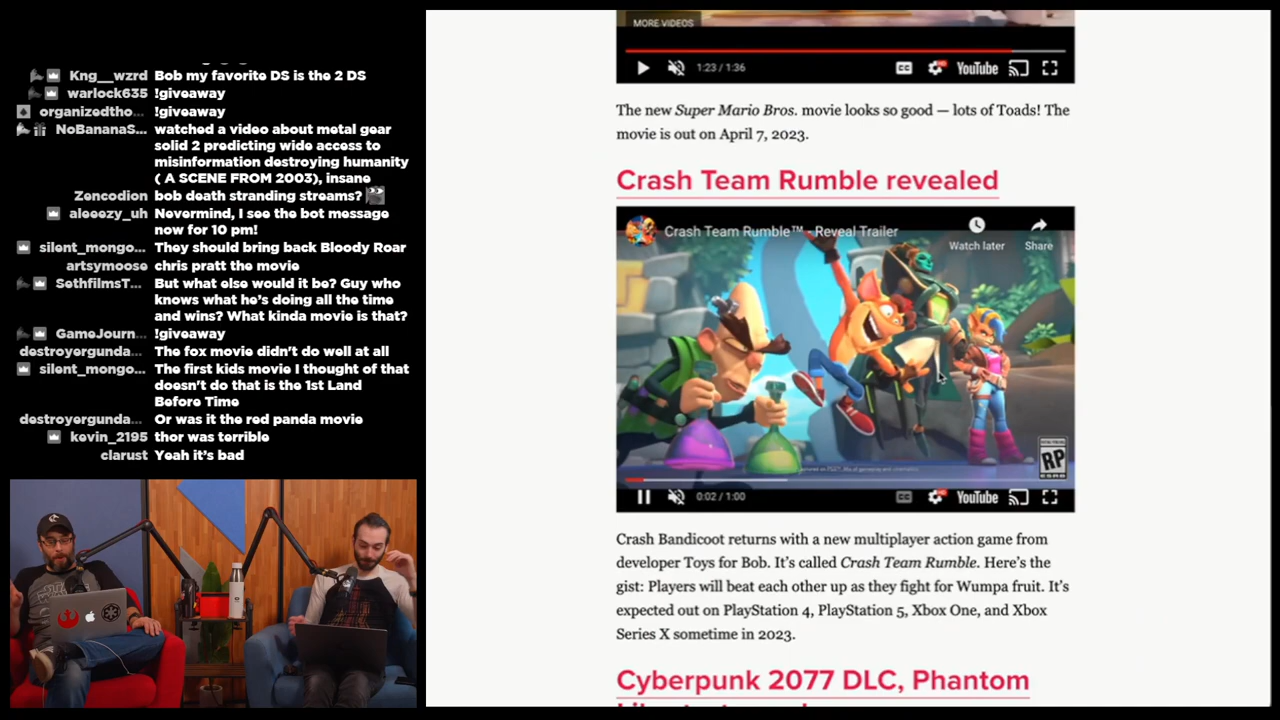 Kng__wzrd Bob my favorite DS is the 2 DS
warlock635 !giveaway
organizedtho... !giveaway
NoBananaS... watched a video about metal gear
solid 2 predicting wide access to
misinformation destroying humanity
( A SCENE FROM 2003), insane
Zencodion bob death stranding streams?
aleeezy_uh Nevermind, I see the bot message
now for 10 pm!
silent_mongo... They should bring back Bloody Roar
artsymoose chris pratt the movie
SethfilmsT... But what else would it be? Guy who
knows what he's doing all the time
and wins? What kinda movie is that?
GameJourn... !giveaway
destroyergunda... The fox movie didn't do well at all
silent_mongo... The first kids movie I thought of that
doesn't do that is the 1st Land
Before Time
destroyergunda... Or was it the red panda movie
kevin_2195 thor was terrible
clarust Yeah it's bad
MORE VIDEOS
1:23 / 1:36
CC
HD
YouTube
The new Super Mario Bros. movie looks so good — lots of Toads! The
movie is out on April 7, 2023.
Crash Team Rumble revealed
Crash Team Rumble™ - Reveal Trailer
Watch later
Share
RP
ESRB
0:02 / 1:00
CC
HD
YouTube
Crash Bandicoot returns with a new multiplayer action game from
developer Toys for Bob. It's called Crash Team Rumble. Here's the
gist: Players will beat each other up as they fight for Wumpa fruit. It's
expected out on PlayStation 4, PlayStation 5, Xbox One, and Xbox
Series X sometime in 2023.
Cyberpunk 2077 DLC, Phantom